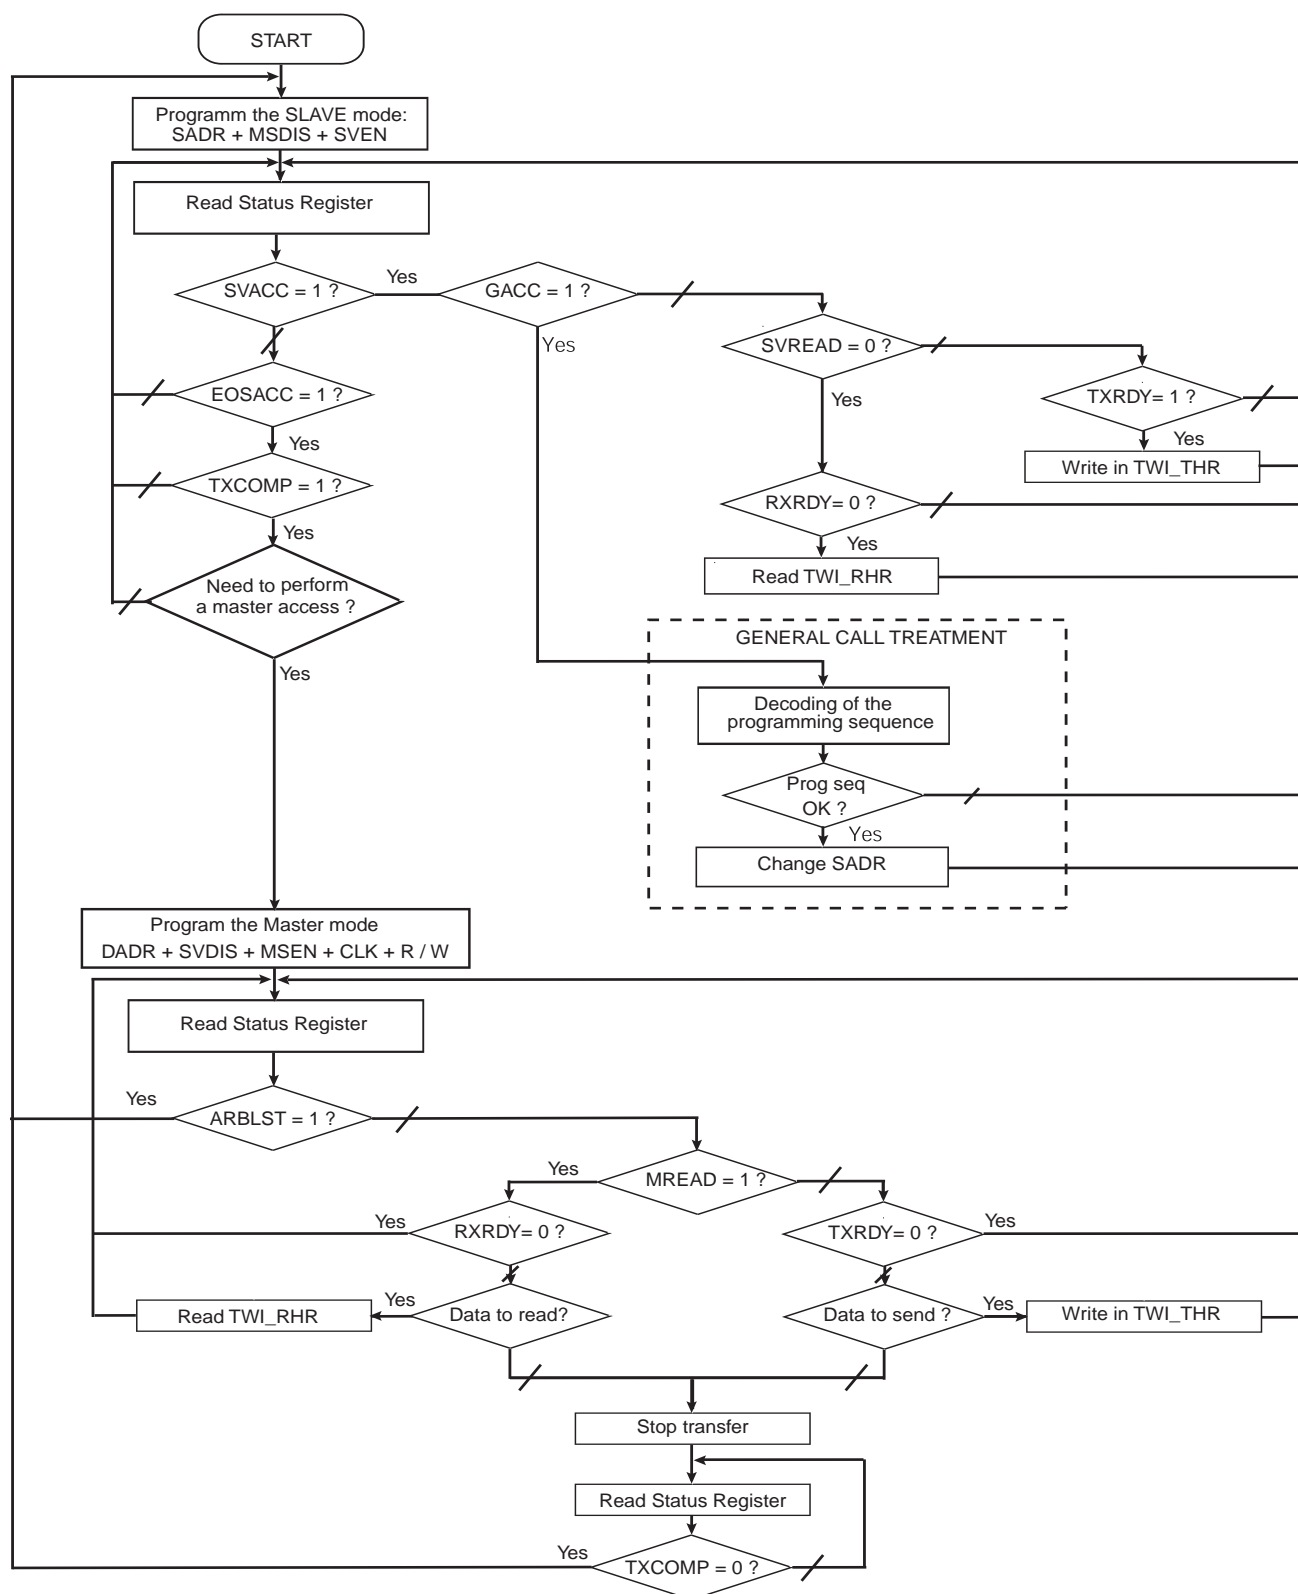 START
Programm the SLAVE mode:
SADR + MSDIS + SVEN
Read Status Register
SVACC = 1 ?
Yes
GACC = 1 ?
Yes
SVREAD = 0 ?
Yes
EOSACC = 1 ?
Yes
TXRDY= 1 ?
Yes
Write in TWI_THR
TXCOMP = 1 ?
Yes
RXRDY= 0 ?
Yes
Read TWI_RHR
Need to perform
a master access ?
Yes
GENERAL CALL TREATMENT
Decoding of the
programming sequence
Prog seq
OK ?
Yes
Change SADR
Program the Master mode
DADR + SVDIS + MSEN + CLK + R / W
Read Status Register
Yes
ARBLST = 1 ?
Yes
MREAD = 1 ?
Yes
RXRDY= 0 ?
TXRDY= 0 ?
Yes
Read TWI_RHR
Yes
Data to read?
Data to send ?
Yes
Write in TWI_THR
Stop transfer
Read Status Register
Yes
TXCOMP = 0 ?